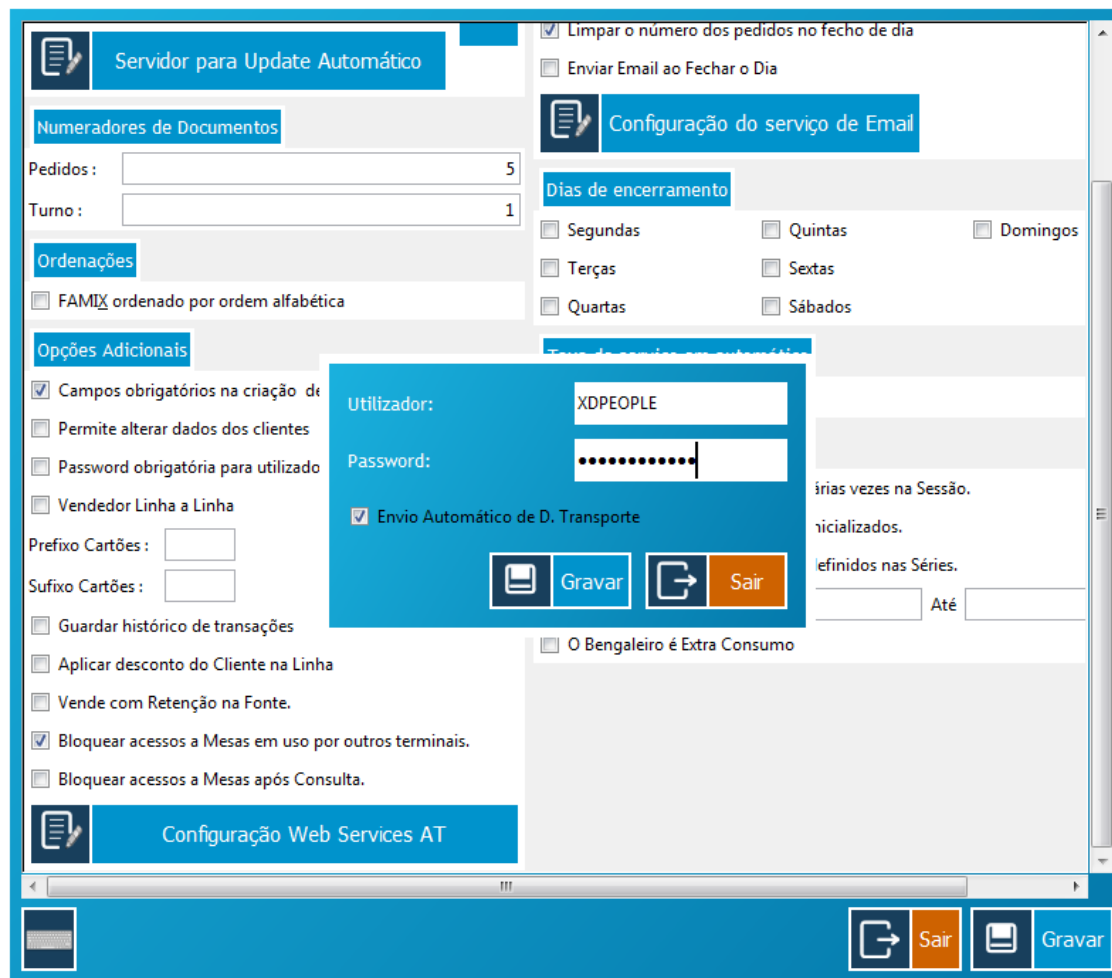 Servidor para Update Automático
Numeradores de Documentos
Pedidos :
5
Turno :
1
Ordenações
FAMIX ordenado por ordem alfabética
Opções Adicionais
Campos obrigatórios na criação de
Permite alterar dados dos clientes
Password obrigatória para utilizado
Vendedor Linha a Linha
Prefixo Cartões :
Sufixo Cartões :
Guardar histórico de transações
Aplicar desconto do Cliente na Linha
Vende com Retenção na Fonte.
Bloquear acessos a Mesas em uso por outros terminais.
Bloquear acessos a Mesas após Consulta.
Configuração Web Services AT
Limpar o número dos pedidos no fecho de dia
Enviar Email ao Fechar o Dia
Configuração do serviço de Email
Dias de encerramento
Segundas Quintas Domingos
Terças Sextas
Quartas Sábados
Utilizador: XDPEOPLE
Password: ●●●●●●●●●●●●
Envio Automático de D. Transporte
Gravar Sair
árias vezes na Sessão.
nicializados.
efinidos nas Séries.
Até
O Bengaleiro é Extra Consumo
Sair Gravar